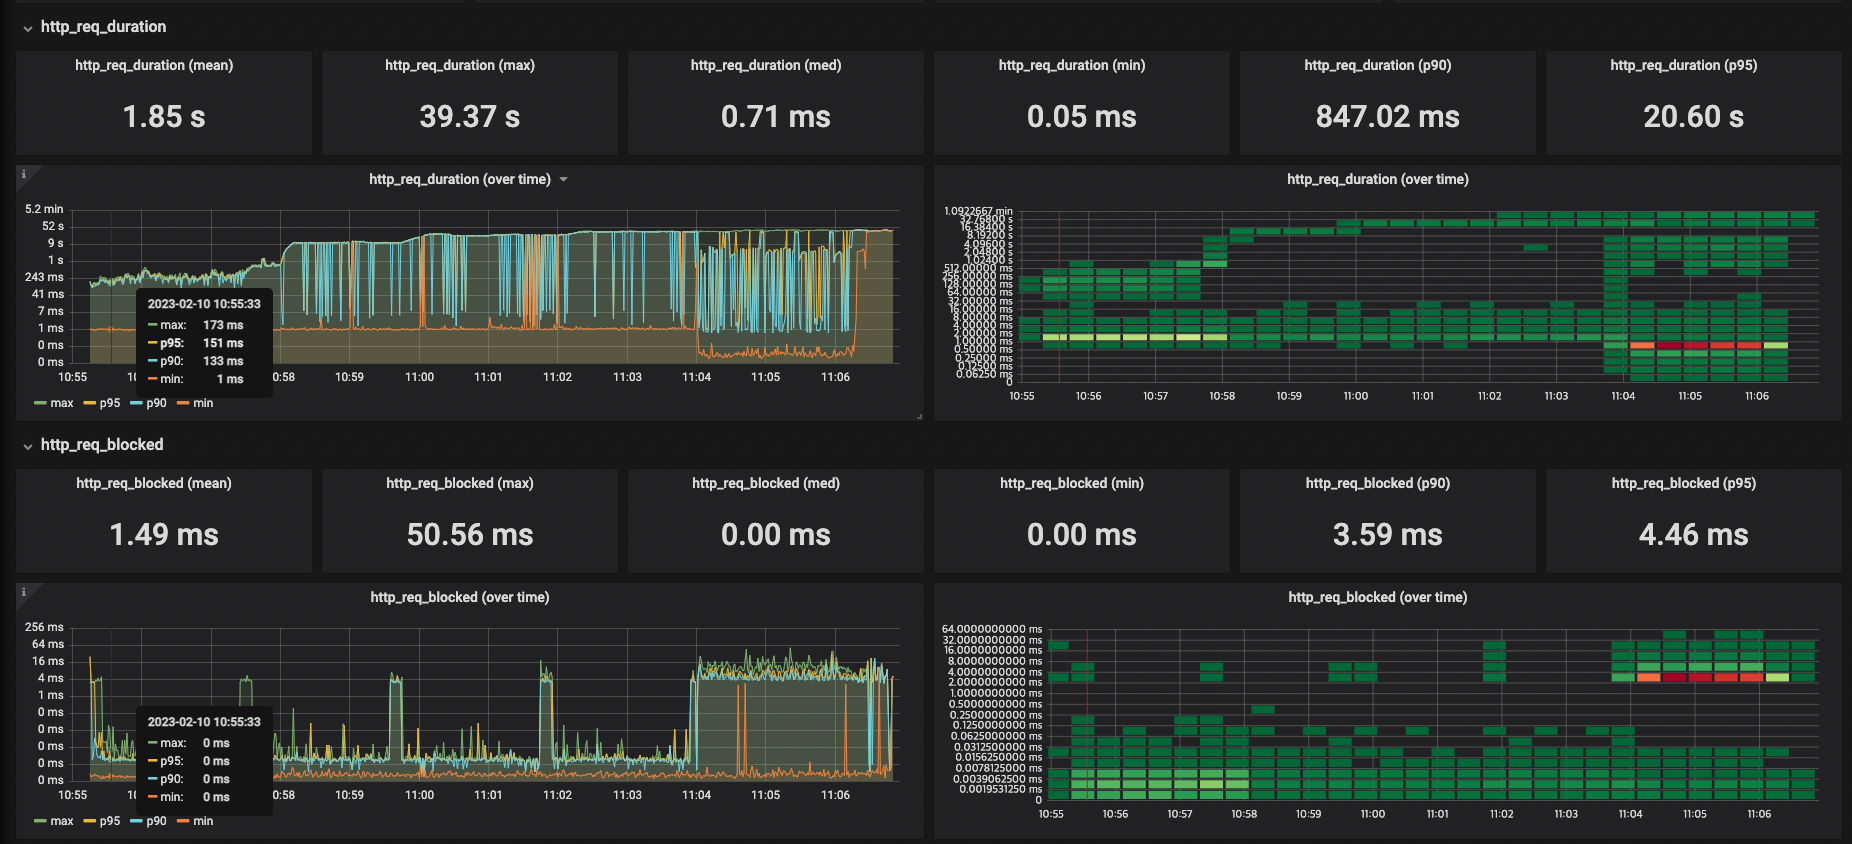 http_req_duration
http_req_duration (mean)
1.85 s
http_req_duration (max)
39.37 s
http_req_duration (med)
0.71 ms
http_req_duration (min)
0.05 ms
http_req_duration (p90)
847.02 ms
http_req_duration (p95)
20.60 s
http_req_duration (over time)
5.2 min
52 s
9 s
1 s
243 ms
41 ms
7 ms
1 ms
0 ms
0 ms
2023-02-10 10:55:33
max: 173 ms
p95: 151 ms
p90: 133 ms
min: 1 ms
10:55 10 0:58 10:59 11:00 11:01 11:02 11:03 11:04 11:05 11:06
max p95 p90 min
http_req_duration (over time)
1.0922667 min
32.76800 s
16.38400 s
8.19200 s
4.09600 s
2.04800 s
1.02400 s
512.00000 ms
256.00000 ms
128.00000 ms
64.00000 ms
32.00000 ms
16.00000 ms
8.00000 ms
4.00000 ms
2.00000 ms
1.00000 ms
0.50000 ms
0.25000 ms
0.12500 ms
0.06250 ms
0
10:55 10:56 10:57 10:58 10:59 11:00 11:01 11:02 11:03 11:04 11:05 11:06
http_req_blocked
http_req_blocked (mean)
1.49 ms
http_req_blocked (max)
50.56 ms
http_req_blocked (med)
0.00 ms
http_req_blocked (min)
0.00 ms
http_req_blocked (p90)
3.59 ms
http_req_blocked (p95)
4.46 ms
http_req_blocked (over time)
256 ms
64 ms
16 ms
4 ms
1 ms
0 ms
0 ms
0 ms
0 ms
0 ms
2023-02-10 10:55:33
max: 0 ms
p95: 0 ms
p90: 0 ms
min: 0 ms
10:55 10 0:58 10:59 11:00 11:01 11:02 11:03 11:04 11:05 11:06
max p95 p90 min
http_req_blocked (over time)
64.0000000000 ms
32.0000000000 ms
16.0000000000 ms
8.0000000000 ms
4.0000000000 ms
2.0000000000 ms
1.0000000000 ms
0.5000000000 ms
0.2500000000 ms
0.1250000000 ms
0.0625000000 ms
0.0312500000 ms
0.0156250000 ms
0.0078125000 ms
0.0039062500 ms
0.0019531250 ms
0
10:55 10:56 10:57 10:58 10:59 11:00 11:01 11:02 11:03 11:04 11:05 11:06